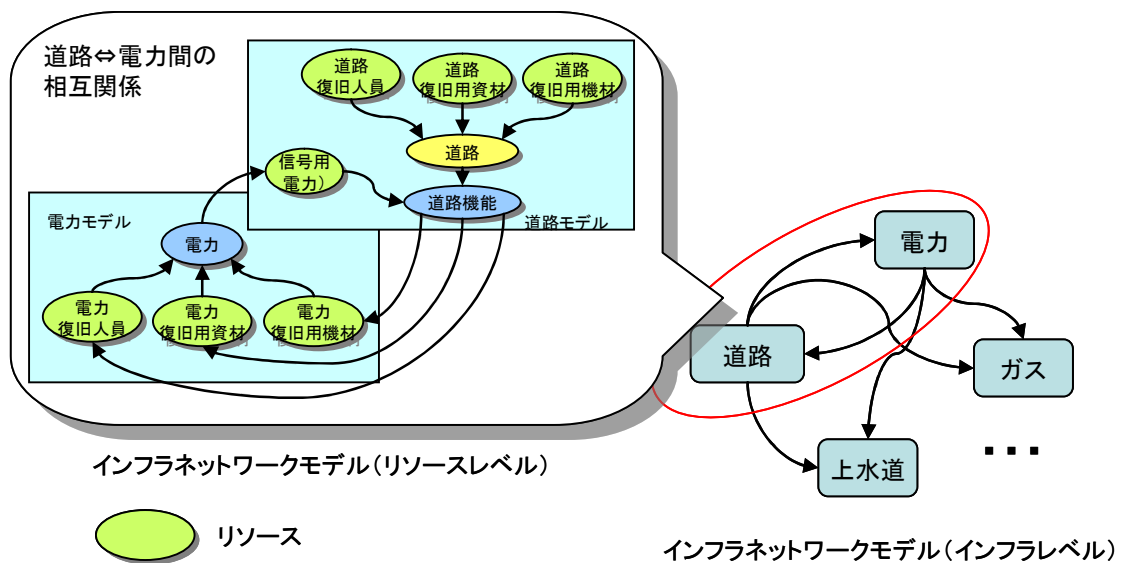 道路⇔電力間の
相互関係
道路
復旧人員
道路
復旧用資材
道路
復旧用機材
道路
信号用
電力)
道路機能
道路モデル
電力モデル
電力
電力
復旧人員
電力
復旧用資材
電力
復旧用機材
インフラネットワークモデル(リソースレベル)
リソース
電力
道路
ガス
上水道
・・・
インフラネットワークモデル(インフラレベル)